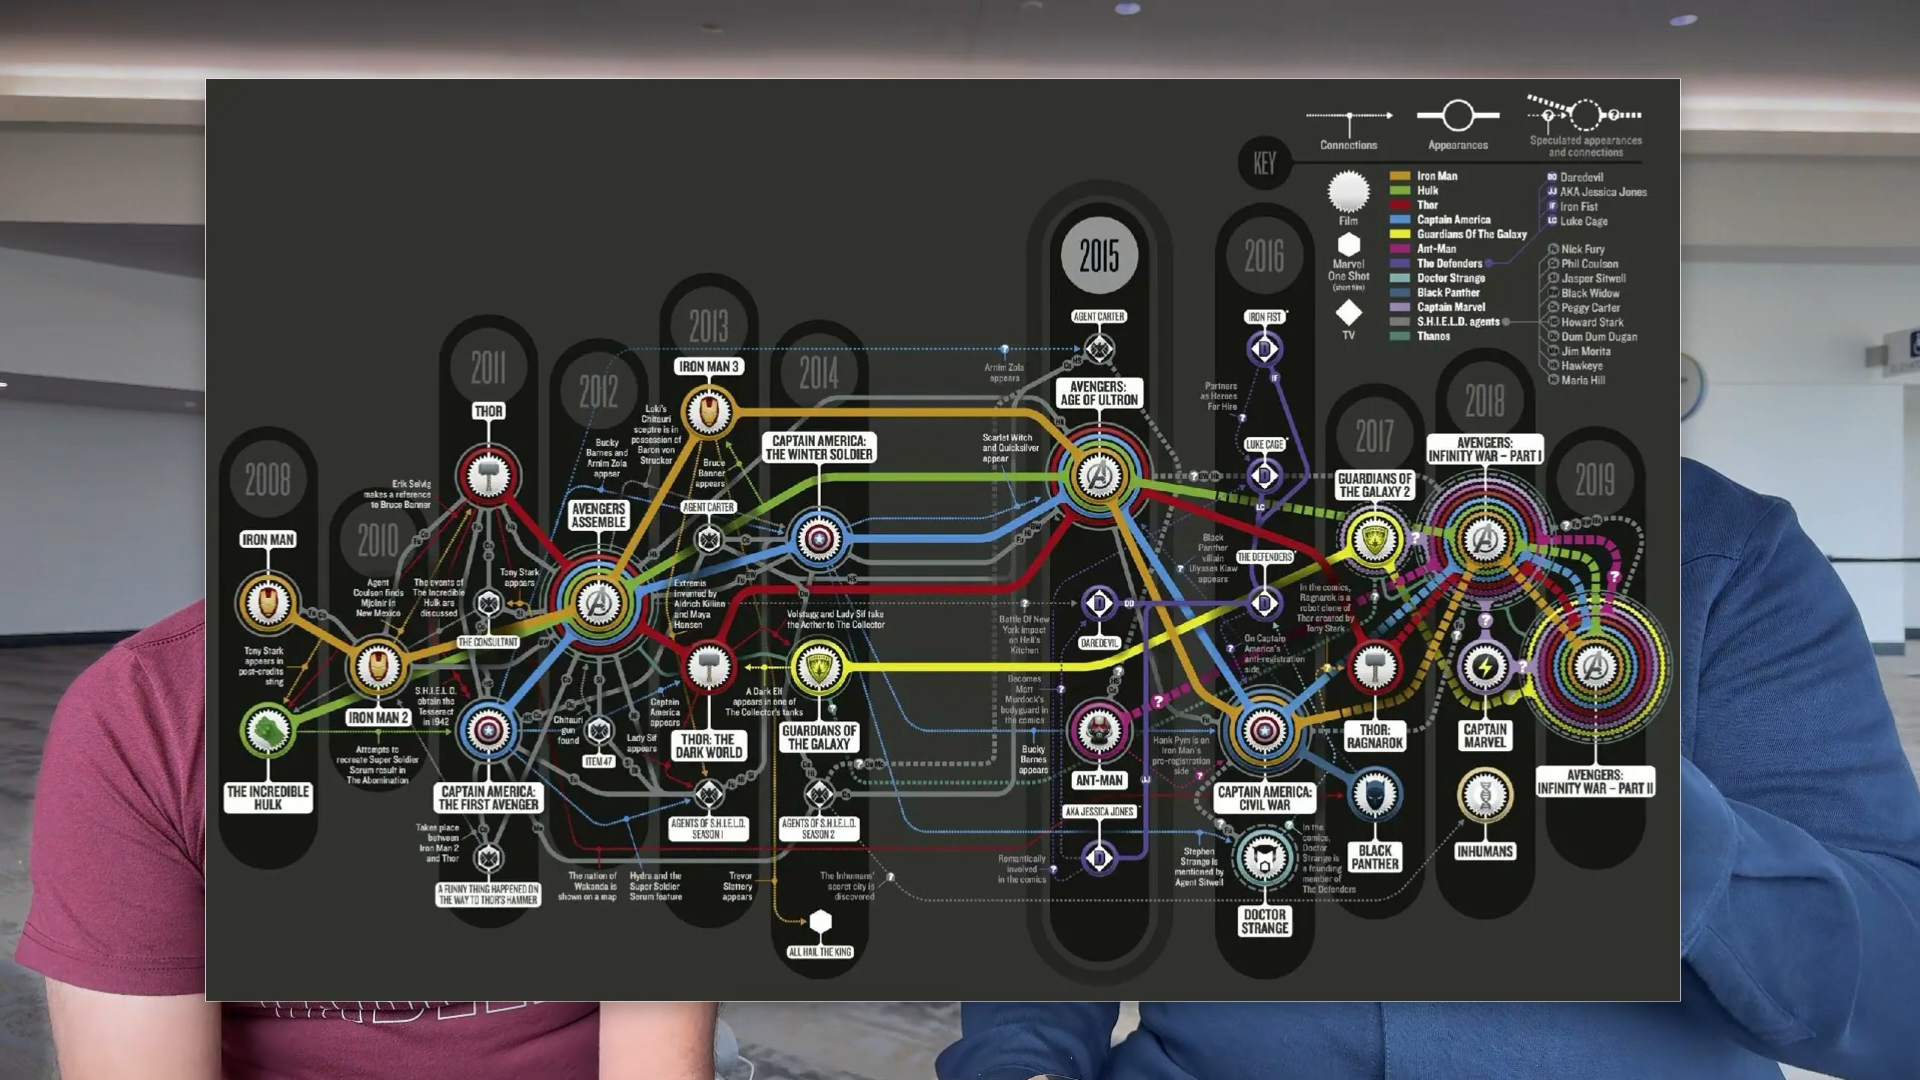 Connections
Appearances
Speculated appearances
and connections
KEY
Film
Marvel
One Shot
(short film)
TV
Iron Man
Hulk
Thor
Captain America
Guardians Of The Galaxy
Ant-Man
The Defenders
Doctor Strange
Black Panther
Captain Marvel
S.H.I.E.L.D. agents
Thanos
DD Daredevil
JJ AKA Jessica Jones
IF Iron Fist
LC Luke Cage
Nick Fury
Phil Coulson
Jasper Sitwell
Black Widow
Peggy Carter
Howard Stark
Dum Dum Dugan
Jim Morita
Hawkeye
Maria Hill
2008
IRON MAN
Tony Stark
appears in
post-credits
sting
THE INCREDIBLE
HULK
2010
Agent
Coulson finds
Mjolnir in
New Mexico
IRON MAN 2
Attempts to
recreate Super Soldier
Serum result in
The Abomination
2011
THOR
Erik Selvig
makes a reference
to Bruce Banner
The events of
The Incredible
Hulk are
discussed
Tony Stark
appears
THE CONSULTANT
S.H.I.E.L.D.
obtain the
Tesseract
in 1942
CAPTAIN AMERICA:
THE FIRST AVENGER
Takes place
between
Iron Man 2
and Thor
A FUNNY THING HAPPENED ON
THE WAY TO THOR'S HAMMER
2012
Bucky
Barnes and
Arnim Zola
appear
AVENGERS
ASSEMBLE
Chitauri
gun
found
ITEM 47
The nation of
Wakanda is
shown on a map
2013
IRON MAN 3
Loki's
Chitauri
sceptre is in
possession of
Baron von
Strucker
Bruce
Banner
appears
AGENT CARTER
Extremis
invented by
Aldrich Killian
and Maya
Hansen
Captain
America
appears
Lady Sif
appears
THOR: THE
DARK WORLD
AGENTS OF S.H.I.E.L.D.
SEASON 1
Hydra and the
Super Soldier
Serum feature
Trevor
Slattery
appears
2014
CAPTAIN AMERICA:
THE WINTER SOLDIER
Volstagg and Lady Sif take
the Aether to The Collector
A Dark Elf
appears in one of
The Collector's tanks
GUARDIANS OF
THE GALAXY
AGENTS OF S.H.I.E.L.D.
SEASON 2
The Inhumans'
secret city is
discovered
ALL HAIL THE KING
2015
AGENT CARTER
Arnim Zola
appears
AVENGERS:
AGE OF ULTRON
Scarlet Witch
and Quicksilver
appear
Battle Of New
York impact
on Hell's
Kitchen
DD
DAREDEVIL
Becomes
Matt
Murdock's
bodyguard in
the comics
Bucky
Barnes
appears
ANT-MAN
JJ
AKA JESSICA JONES
Romantically
involved
in the comics
2016
IRON FIST*
IF
Partners
as Heroes
For Hire
LUKE CAGE*
LC
Black
Panther
villain
Ulysses Klaw
appears
THE DEFENDERS*
On Captain
America's
anti-registration
side
Hank Pym is on
Iron Man's
pro-registration
side
CAPTAIN AMERICA:
CIVIL WAR
Stephen
Strange is
mentioned by
Agent Sitwell
In the
comics,
Doctor
Strange is
a founding
member of
The Defenders
DOCTOR
STRANGE
2017
GUARDIANS OF
THE GALAXY 2
In the comics,
Ragnarok is a
robot clone of
Thor created by
Tony Stark
THOR:
RAGNAROK
BLACK
PANTHER
2018
AVENGERS:
INFINITY WAR – PART I
CAPTAIN
MARVEL
INHUMANS
2019
AVENGERS:
INFINITY WAR – PART II